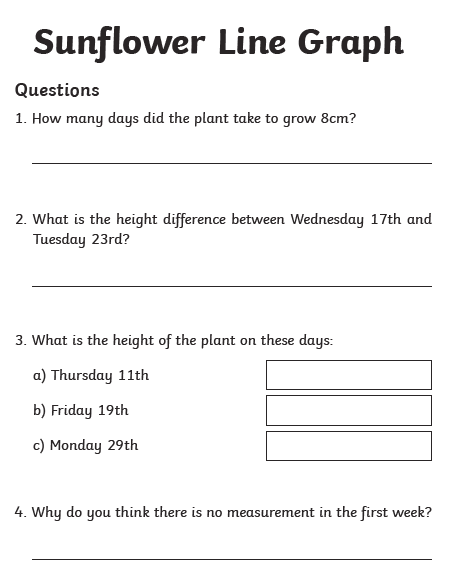 Sunflower Line Graph
Questions
1. How many days did the plant take to grow 8cm?
2. What is the height difference between Wednesday 17th and
Tuesday 23rd?
3. What is the height of the plant on these days:
a) Thursday 11th
b) Friday 19th
c) Monday 29th
4. Why do you think there is no measurement in the first week?